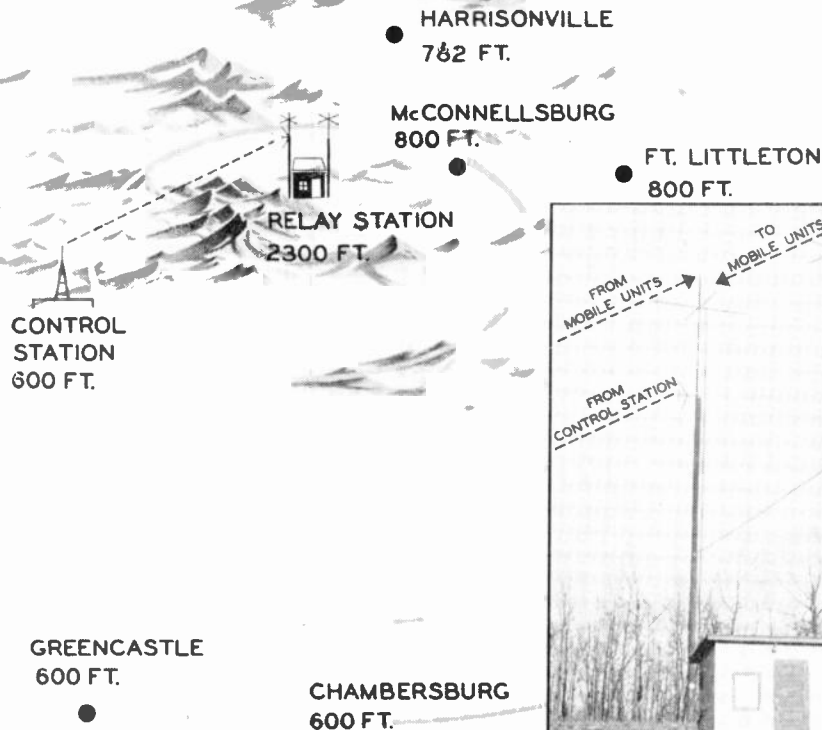 HARRISONVILLE
762 FT.
McCONNELLSBURG
800 FT.
FT. LITTLETON
800 FT.
RELAY STATION
2300 FT.
TO
MOBILE UNITS
FROM
MOBILE UNITS
CONTROL
STATION
600 FT.
FROM
CONTROL STATION
GREENCASTLE
600 FT.
CHAMBERSBURG
600 FT.